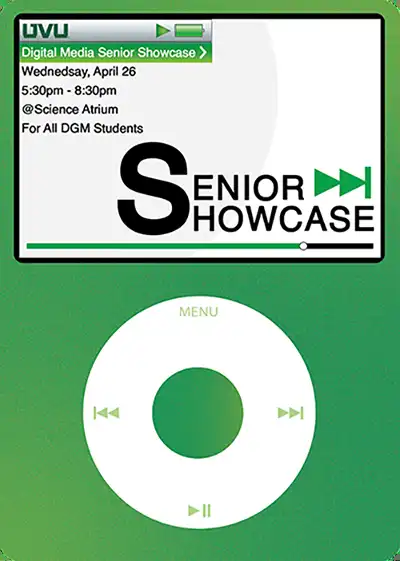 UVU
Digital Media Senior Showcase
Wednedsay, April 26
5:30pm - 8:30pm
@Science Atrium
For All DGM Students
SENIOR
SHOWCASE
MENU